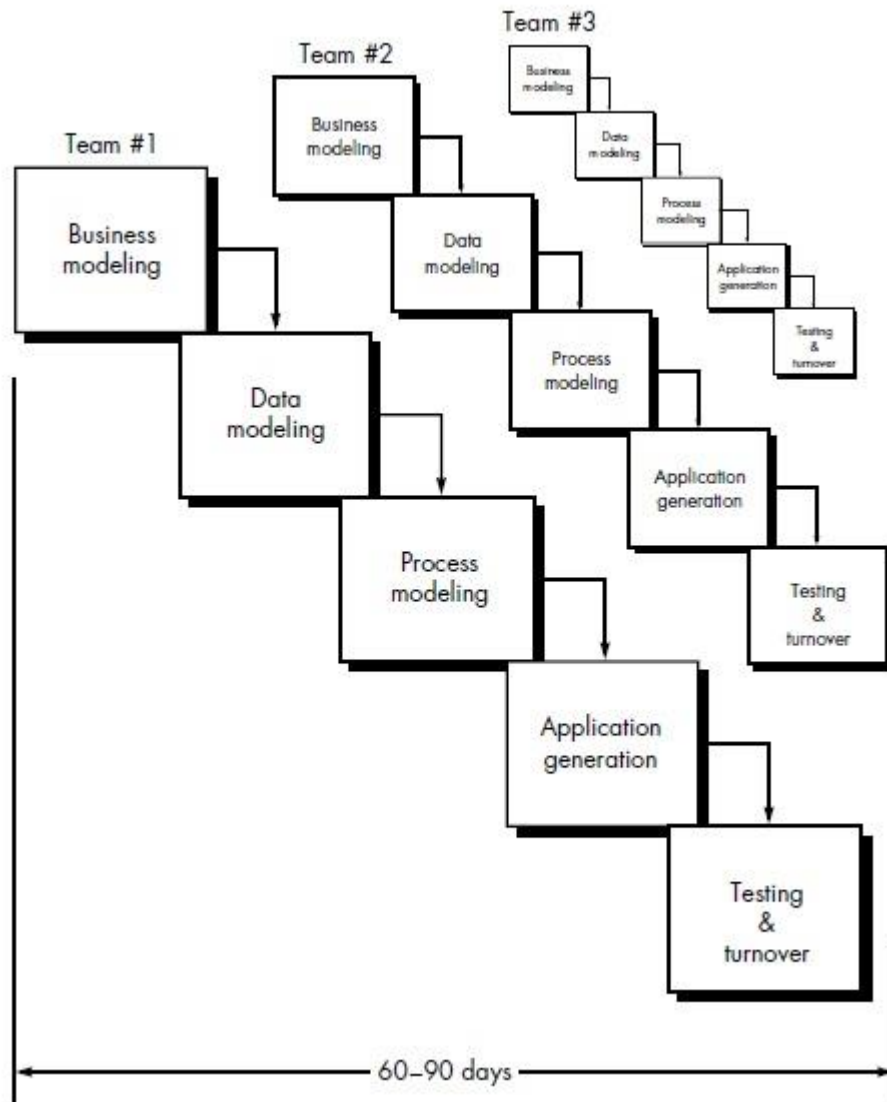 Team #1
Business
modeling
Data
modeling
Process
modeling
Application
generation
Testing
&
turnover
Team #2
Business
modeling
Data
modeling
Process
modeling
Application
generation
Testing
&
turnover
Team #3
Business
modeling
Data
modeling
Process
modeling
Application
generation
Testing
&
turnover
60–90 days